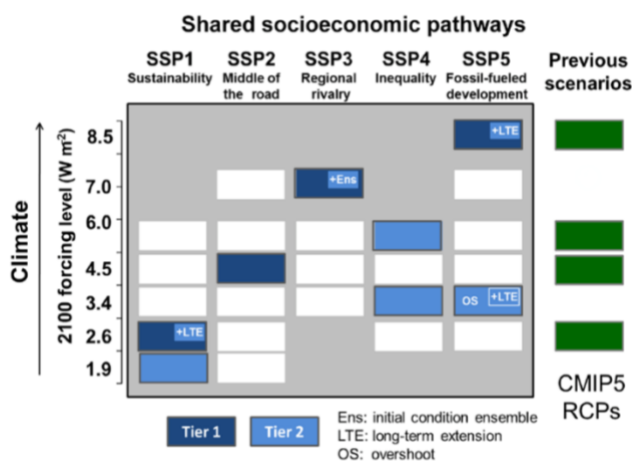 Shared socioeconomic pathways
SSP1 SSP2 SSP3 SSP4 SSP5
Sustainability Middle of the road Regional rivalry Inequality Fossil-fueled development
Previous scenarios
Climate
2100 forcing level (W m²)
8.5 +LTE
7.0 +Ens
6.0
4.5
3.4 OS +LTE
2.6 +LTE
1.9
CMIP5
RCPs
Tier 1 Tier 2
Ens: initial condition ensemble
LTE: long-term extension
OS: overshoot